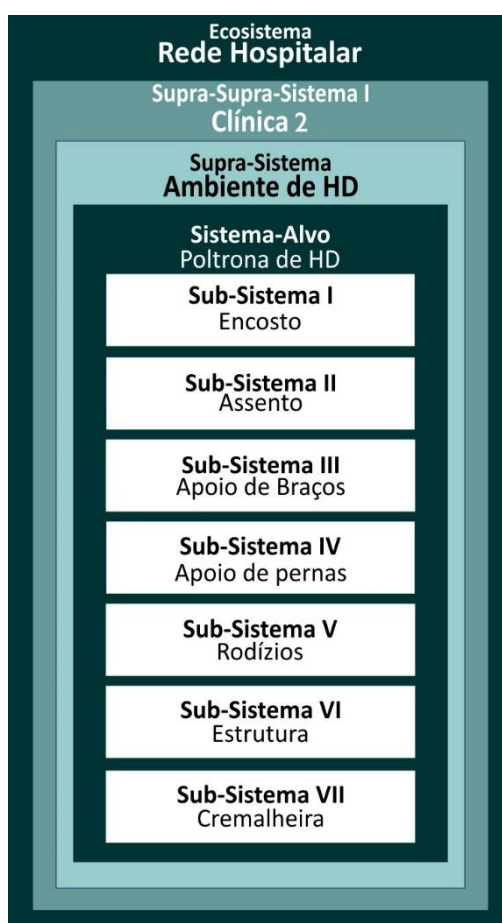 Ecosistema
Rede Hospitalar
Supra-Supra-Sistema I
Clínica 2
Supra-Sistema
Ambiente de HD
Sistema-Alvo
Poltrona de HD
Sub-Sistema I
Encosto
Sub-Sistema II
Assento
Sub-Sistema III
Apoio de Braços
Sub-Sistema IV
Apoio de pernas
Sub-Sistema V
Rodízios
Sub-Sistema VI
Estrutura
Sub-Sistema VII
Cremalheira